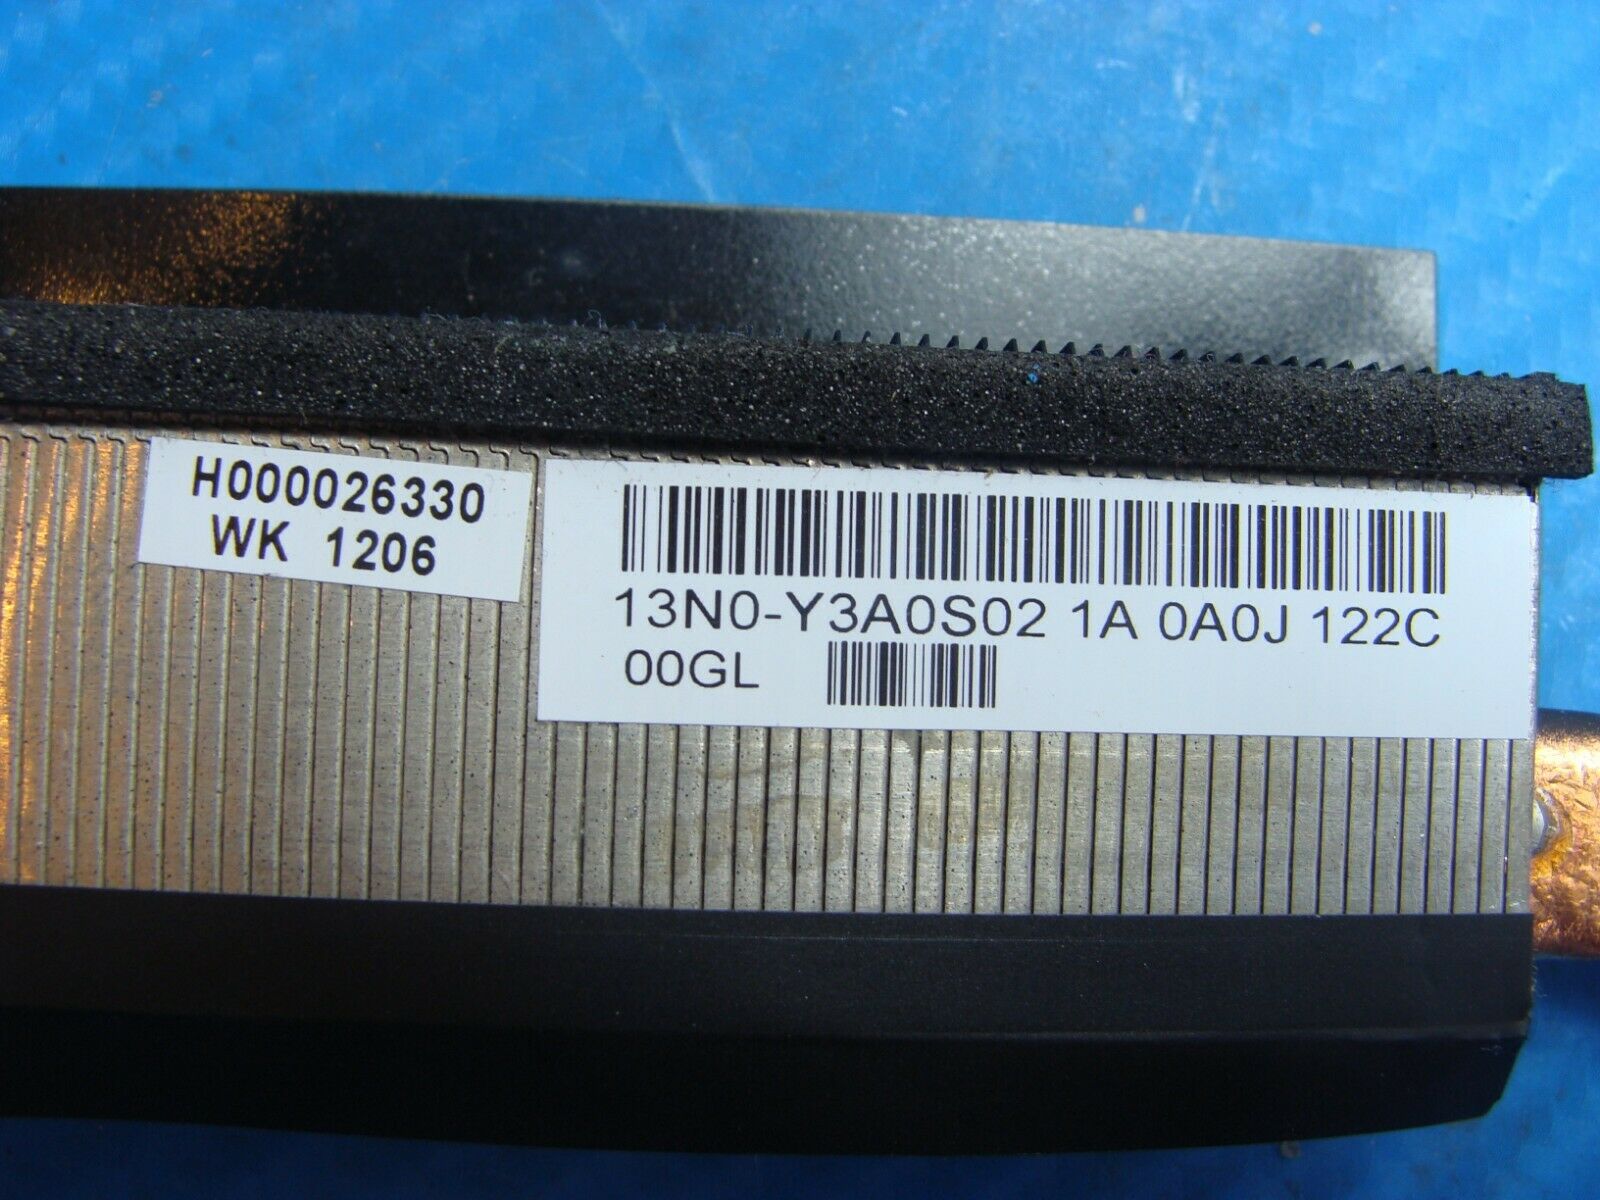 H000026330
WK 1206
13N0-Y3A0S02 1A 0A0J 122C
00GL